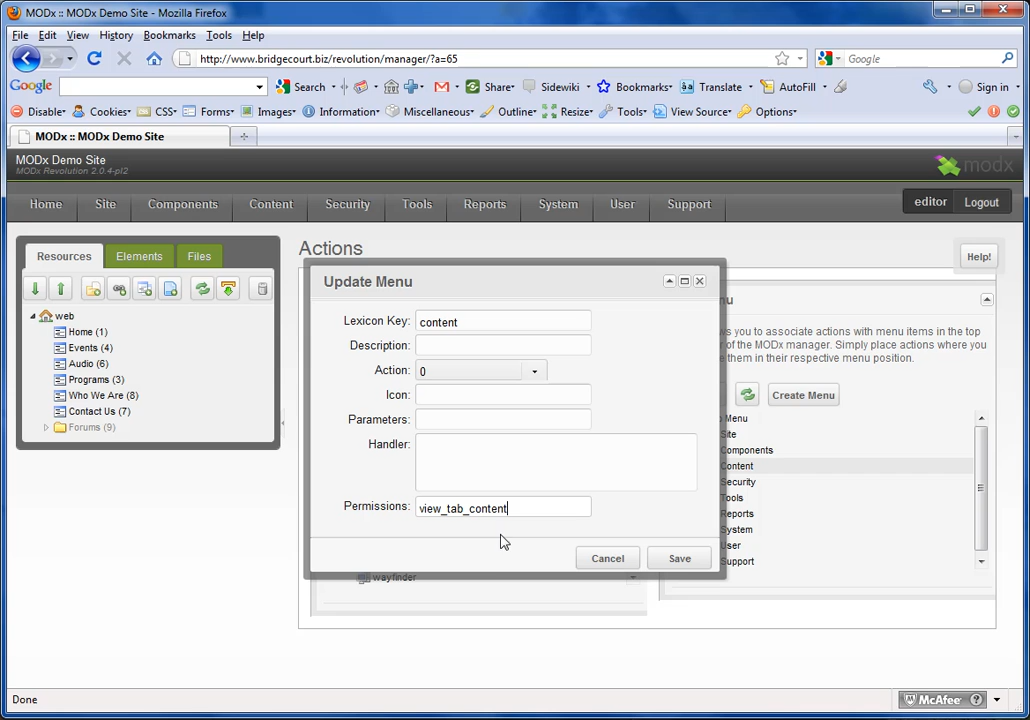 MODx :: MODx Demo Site - Mozilla Firefox
File Edit View History Bookmarks Tools Help
http://www.bridgecourt.biz/revolution/manager/?a=65
Google
Google Search Share Sidewiki Bookmarks Translate AutoFill Sign in
Disable Cookies CSS Forms Images Information Miscellaneous Outline Resize Tools View Source Options
MODx :: MODx Demo Site
MODx Demo Site
MODx Revolution 2.0.4-pl2
modx
Home Site Components Content Security Tools Reports System User Support editor Logout
Resources Elements Files
Actions
Help!
web
Home (1)
Events (4)
Audio (6)
Programs (3)
Who We Are (8)
Contact Us (7)
Forums (9)
Update Menu
Lexicon Key: content
Description:
Action: 0
Icon:
Parameters:
Handler:
Permissions: view_tab_content
Cancel Save
wayfinder
you to associate actions with menu items in the top
of the MODx manager. Simply place actions where you
them in their respective menu position.
Create Menu
Menu
Site
Components
Content
Security
Tools
Reports
System
User
Support
Done
McAfee